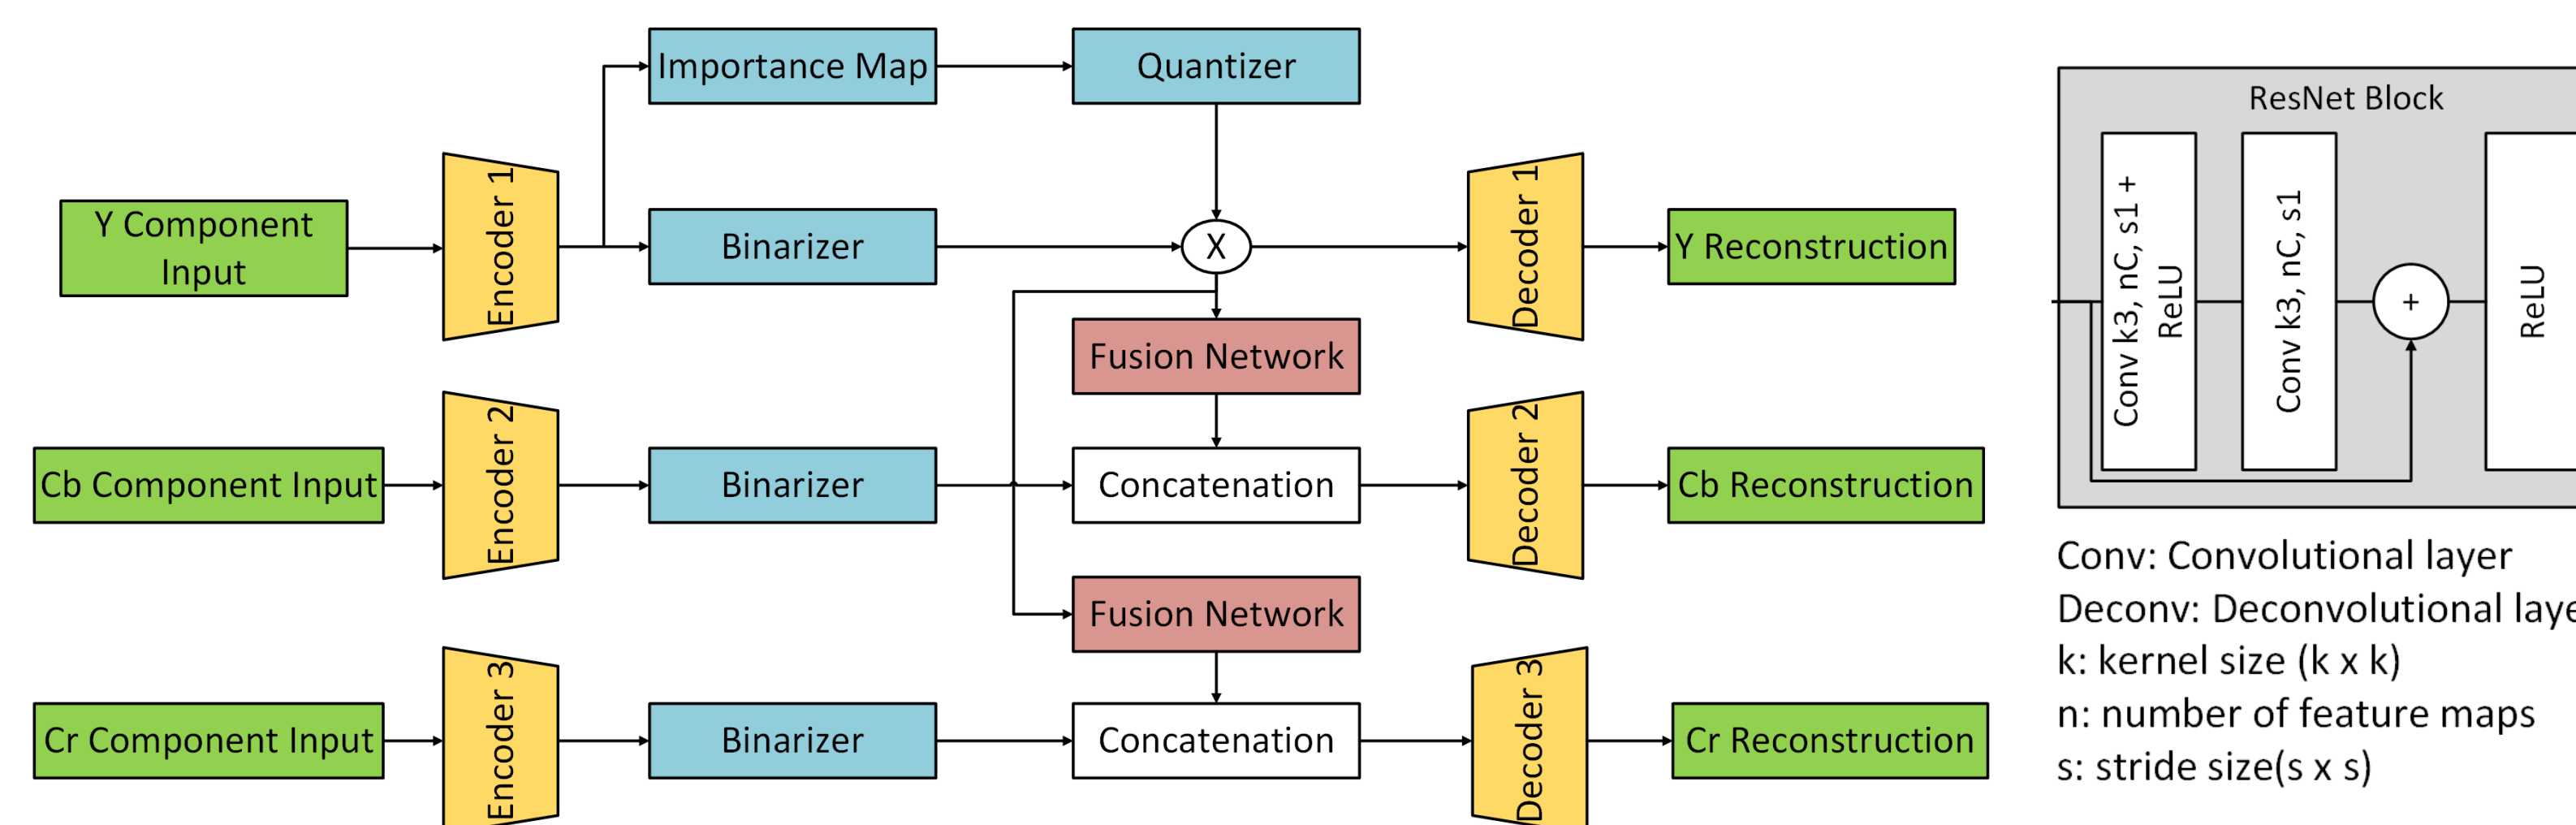 Importance Map
Quantizer
Y Component
Input
Encoder 1
Binarizer
X
Decoder 1
Y Reconstruction
Fusion Network
Cb Component Input
Encoder 2
Binarizer
Concatenation
Decoder 2
Cb Reconstruction
Fusion Network
Cr Component Input
Encoder 3
Binarizer
Concatenation
Decoder 3
Cr Reconstruction
ResNet Block
Conv k3, nC, s1 +
ReLU
Conv k3, nC, s1
+
ReLU
Conv: Convolutional layer
Deconv: Deconvolutional laye
k: kernel size (k x k)
n: number of feature maps
s: stride size(s x s)